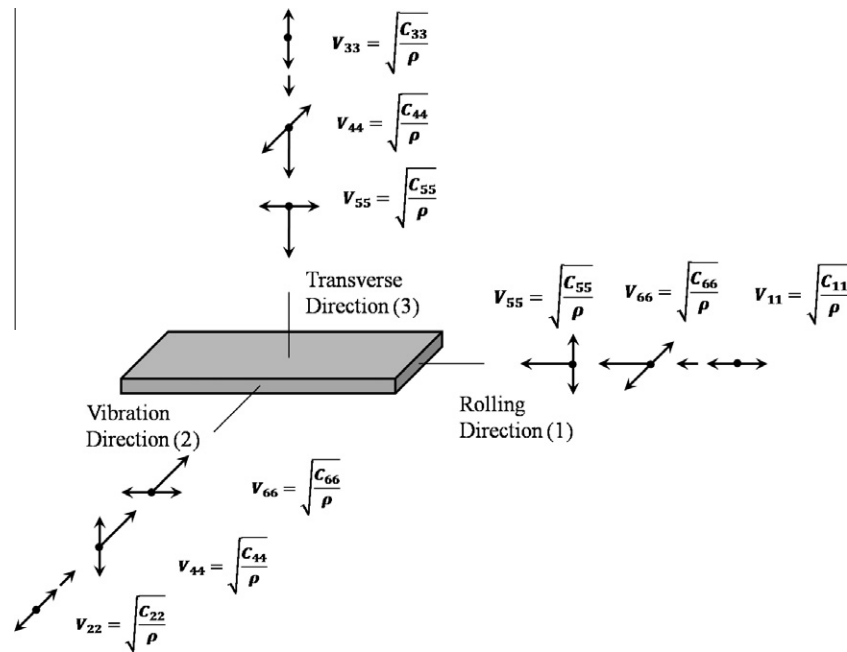 V₃₃ = √(C₃₃/ρ)
V₄₄ = √(C₄₄/ρ)
V₅₅ = √(C₅₅/ρ)
Transverse
Direction (3)
V₅₅ = √(C₅₅/ρ) V₆₆ = √(C₆₆/ρ) V₁₁ = √(C₁₁/ρ)
Rolling
Direction (1)
Vibration
Direction (2)
V₆₆ = √(C₆₆/ρ)
V₄₄ = √(C₄₄/ρ)
V₂₂ = √(C₂₂/ρ)